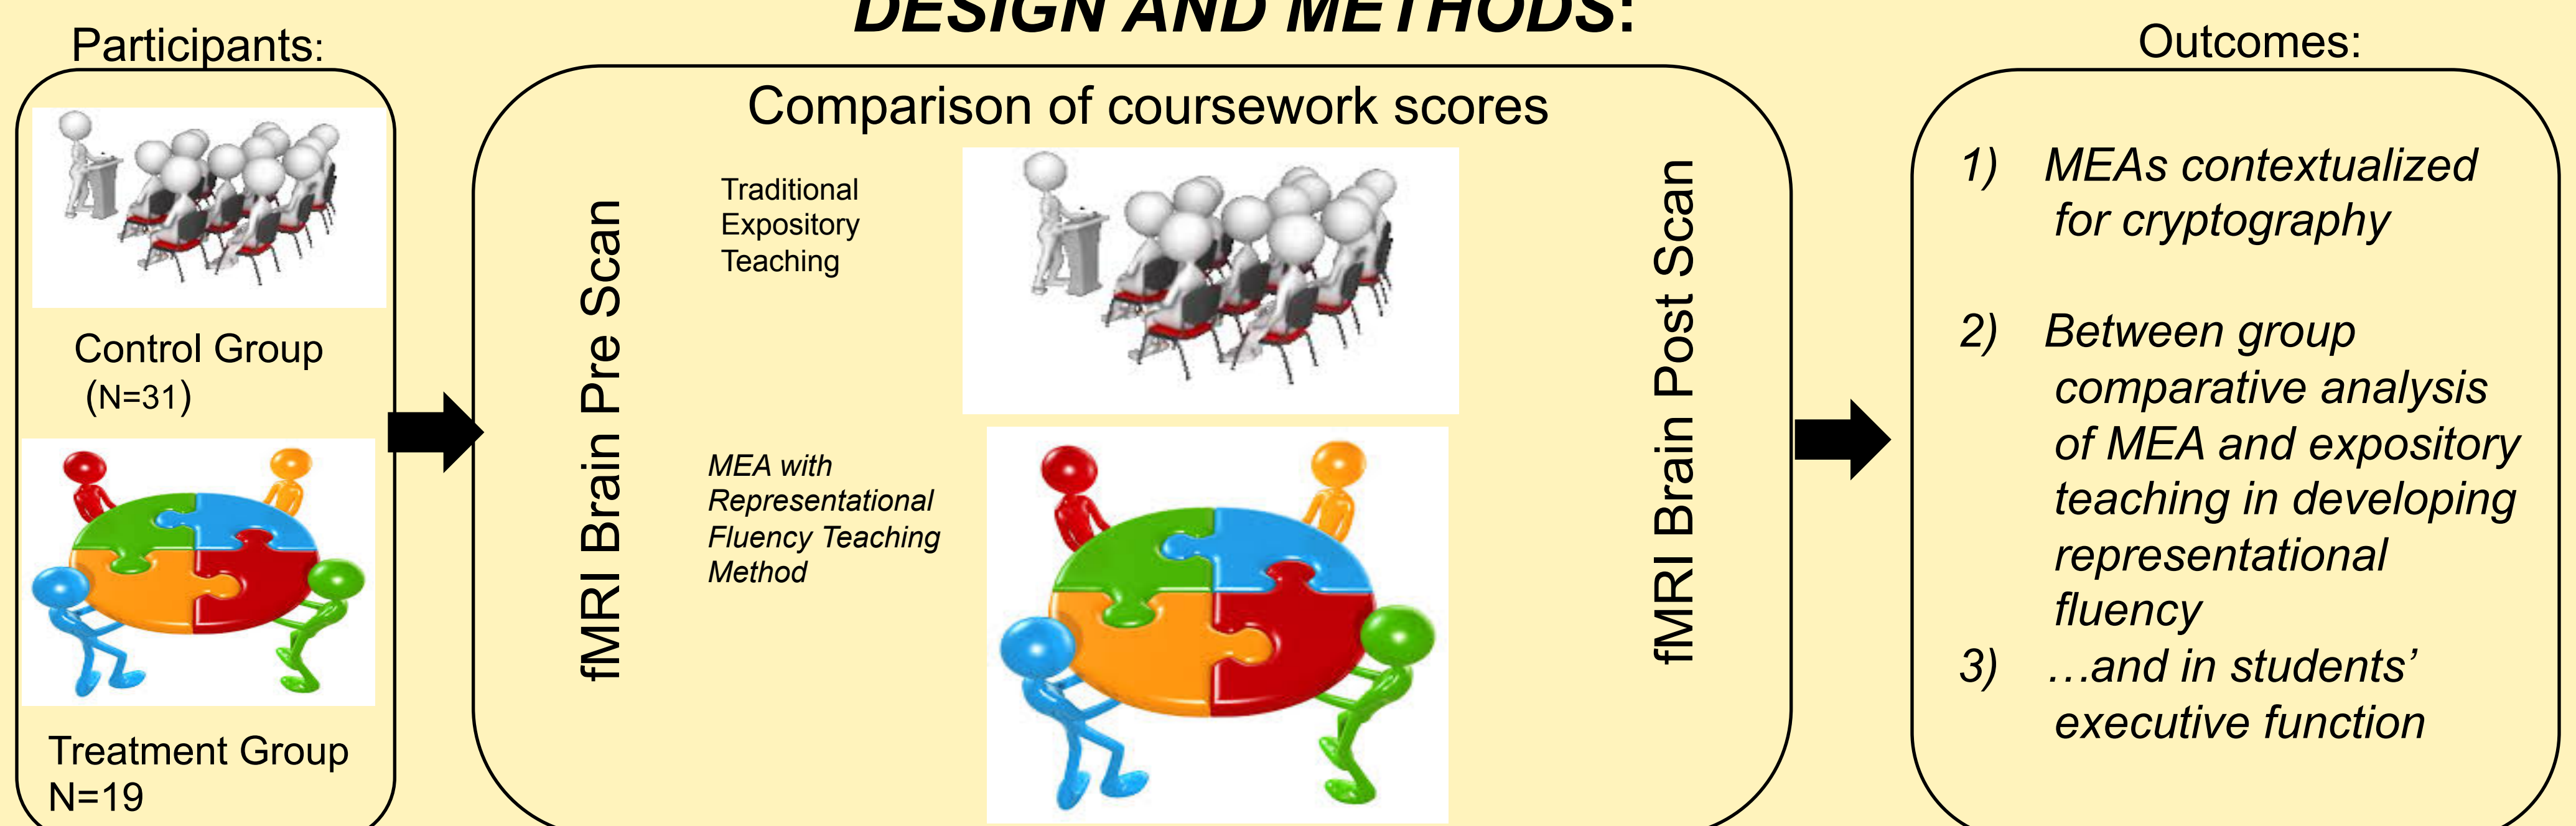 DESIGN AND METHODS:
Participants:
Control Group
(N=31)
Treatment Group
N=19
Comparison of coursework scores
fMRI Brain Pre Scan
Traditional
Expository
Teaching
MEA with
Representational
Fluency Teaching
Method
fMRI Brain Post Scan
Outcomes:
1) MEAs contextualized
for cryptography
2) Between group
comparative analysis
of MEA and expository
teaching in developing
representational
fluency
3) …and in students’
executive function